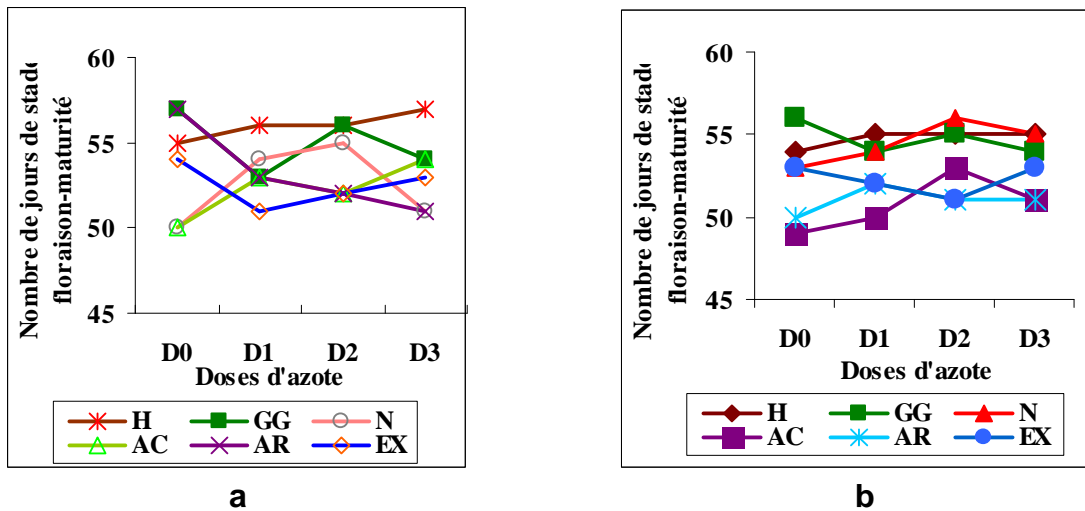 Nombre de jours de stade
floraison-maturité
60
55
50
45
D0 D1 D2 D3
Doses d'azote
H GG N
AC AR EX
a
Nombre de jours de stade
floraison-maturité
60
55
50
45
D0 D1 D2 D3
Doses d'azote
H GG N
AC AR EX
b